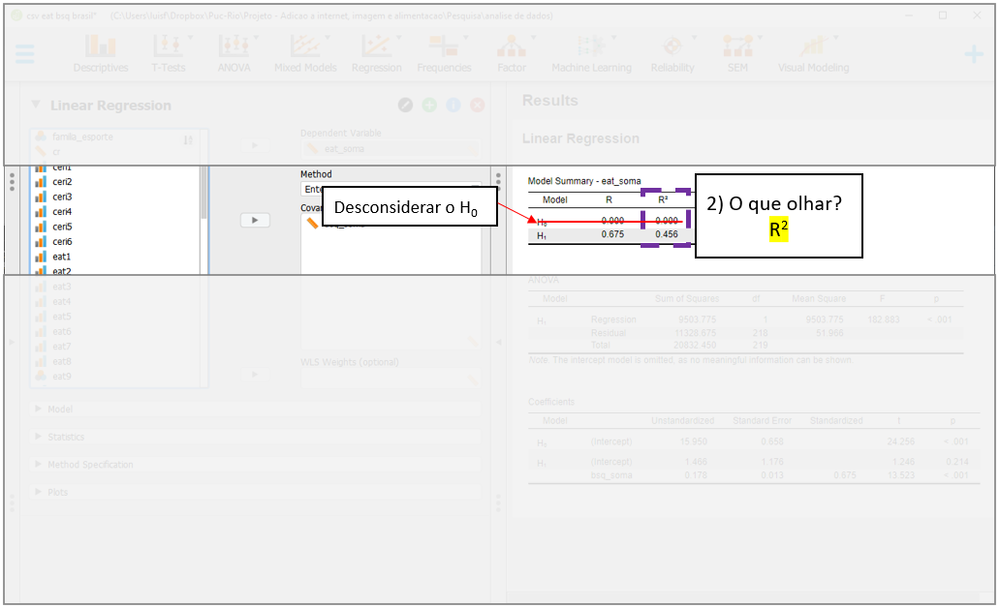 csv eat bsq brasil* (C:\Users\luisf\Dropbox\Puc-Rio\Projeto - Adicao a internet, imagem e alimentacao\Pesquisa\analise de dados)
Descriptives T-Tests ANOVA Mixed Models Regression Frequencies Factor Machine Learning Reliability SEM Visual Modeling
Linear Regression
familia_esporte
cr
ceri1
ceri2
ceri3
ceri4
ceri5
ceri6
eat1
eat2
eat3
eat4
eat5
eat6
eat7
eat8
eat9
Dependent Variable
eat_soma
Method
Ente
Covar
Desconsiderar o H0
WLS Weights (optional)
Model
Statistics
Method Specification
Plots
Results
Linear Regression
Model Summary - eat_soma
Model R R²
H₀ 0.000 0.000
H₁ 0.675 0.456
2) O que olhar?
R²
ANOVA
Model Sum of Squares df Mean Square F p
H₁ Regression 9503.775 1 9503.775 182.883 < .001
Residual 11328.675 218 51.966
Total 20832.450 219
Note. The intercept model is omitted, as no meaningful information can be shown.
Coefficients
Model Unstandardized Standard Error Standardized t p
H₀ (Intercept) 15.950 0.658 24.256 < .001
H₁ (Intercept) 1.466 1.176 1.246 0.214
bsq_soma 0.178 0.013 0.675 13.523 < .001